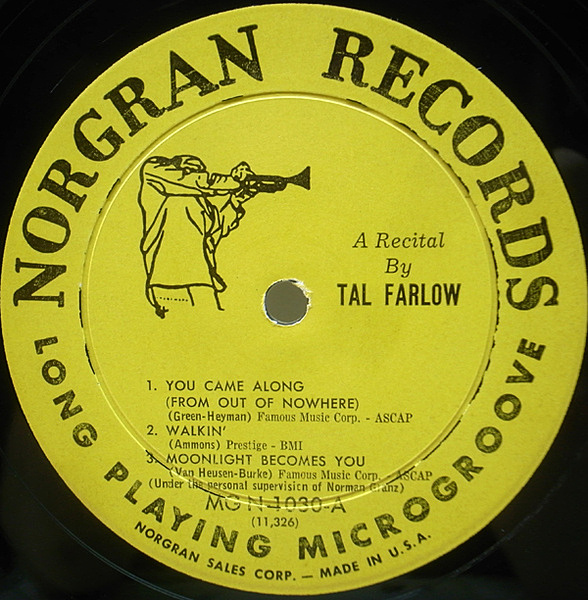 NORGRAN RECORDS
A Recital
By
TAL FARLOW
1. YOU CAME ALONG
(FROM OUT OF NOWHERE)
(Green-Heyman) Famous Music Corp. - ASCAP
2. WALKIN'
(Ammons) Prestige - BMI
3. MOONLIGHT BECOMES YOU
(Van Heusen-Burke) Famous Music Corp. - ASCAP
(Under the personal supervision of Norman Granz)
MG N-1030-A
(11,326)
LONG PLAYING MICROGROOVE
NORGRAN SALES CORP. — MADE IN U.S.A.